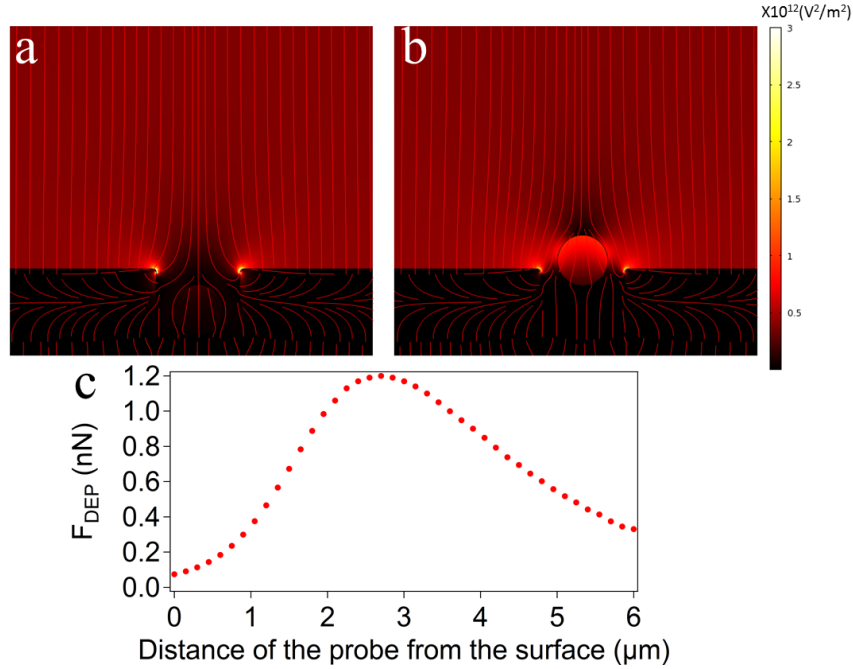 X10¹²(V²/m²)
a
b
3
2.5
2
1.5
1
0.5
c
1.2
1.0
0.8
0.6
0.4
0.2
0.0
F_DEP (nN)
0 1 2 3 4 5 6
Distance of the probe from the surface (μm)